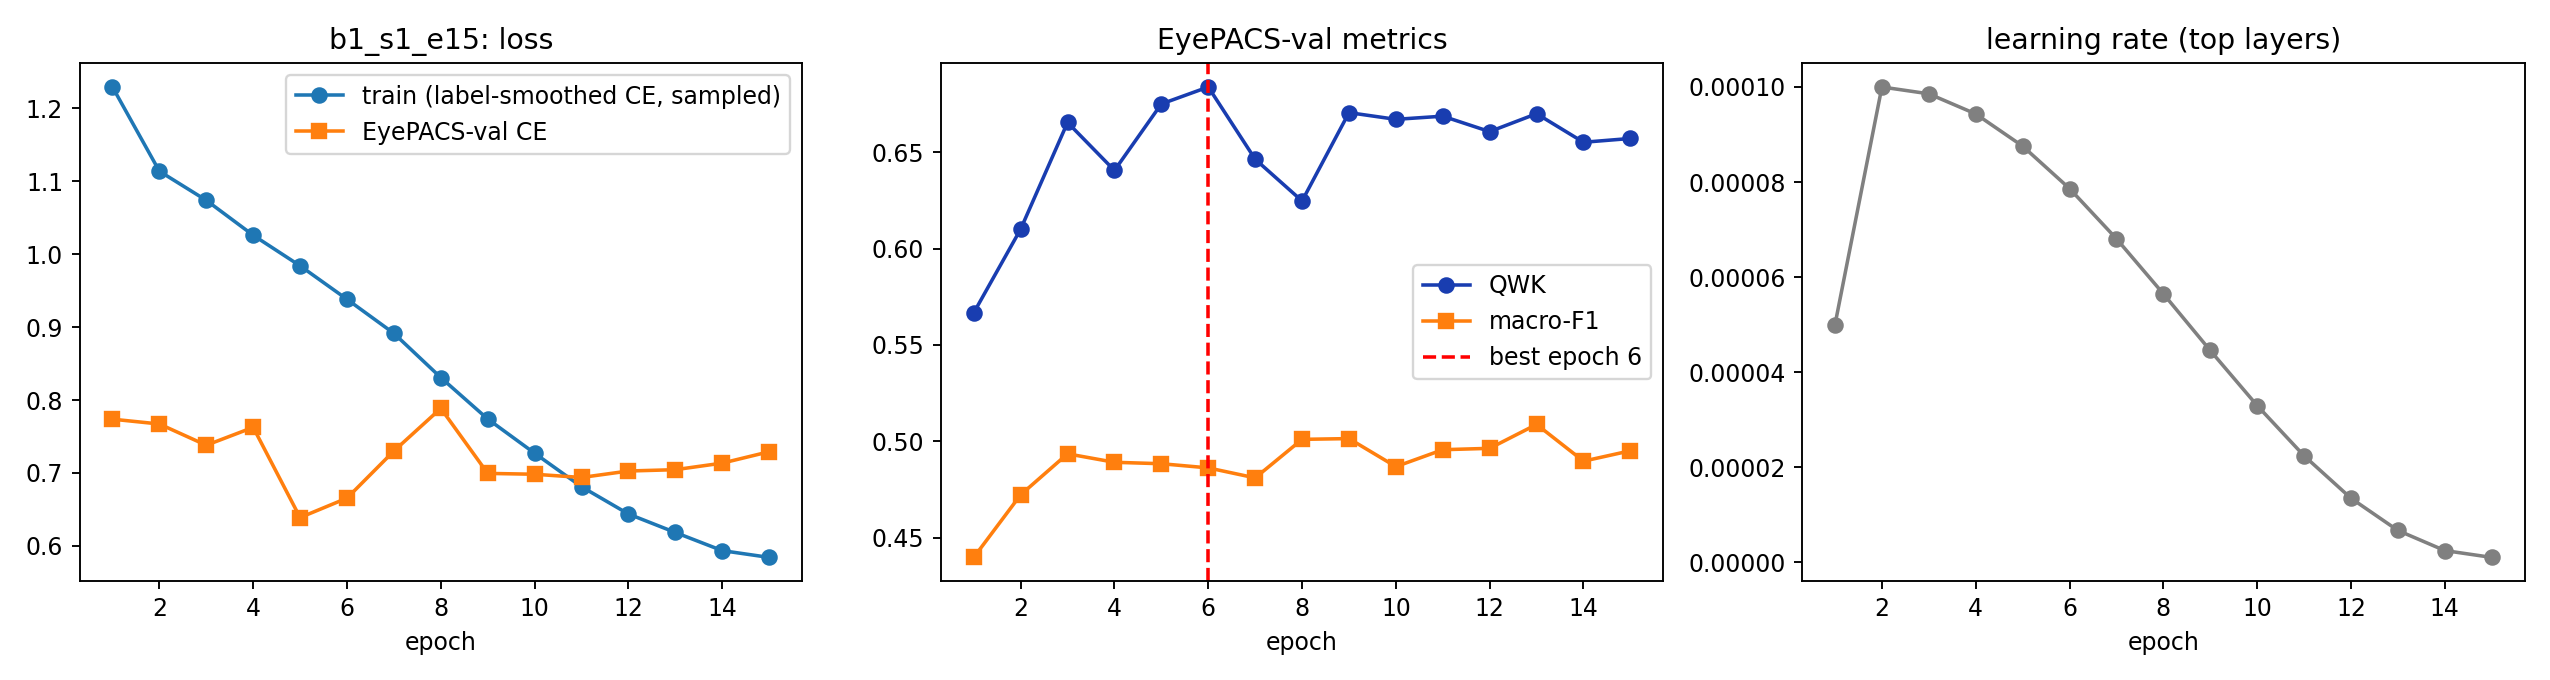 b1_s1_e15: loss
train (label-smoothed CE, sampled)
EyePACS-val CE
1.2
1.1
1.0
0.9
0.8
0.7
0.6
2 4 6 8 10 12 14
epoch
EyePACS-val metrics
0.65
0.60
0.55
0.50
0.45
QWK
macro-F1
best epoch 6
2 4 6 8 10 12 14
epoch
learning rate (top layers)
0.00010
0.00008
0.00006
0.00004
0.00002
0.00000
2 4 6 8 10 12 14
epoch